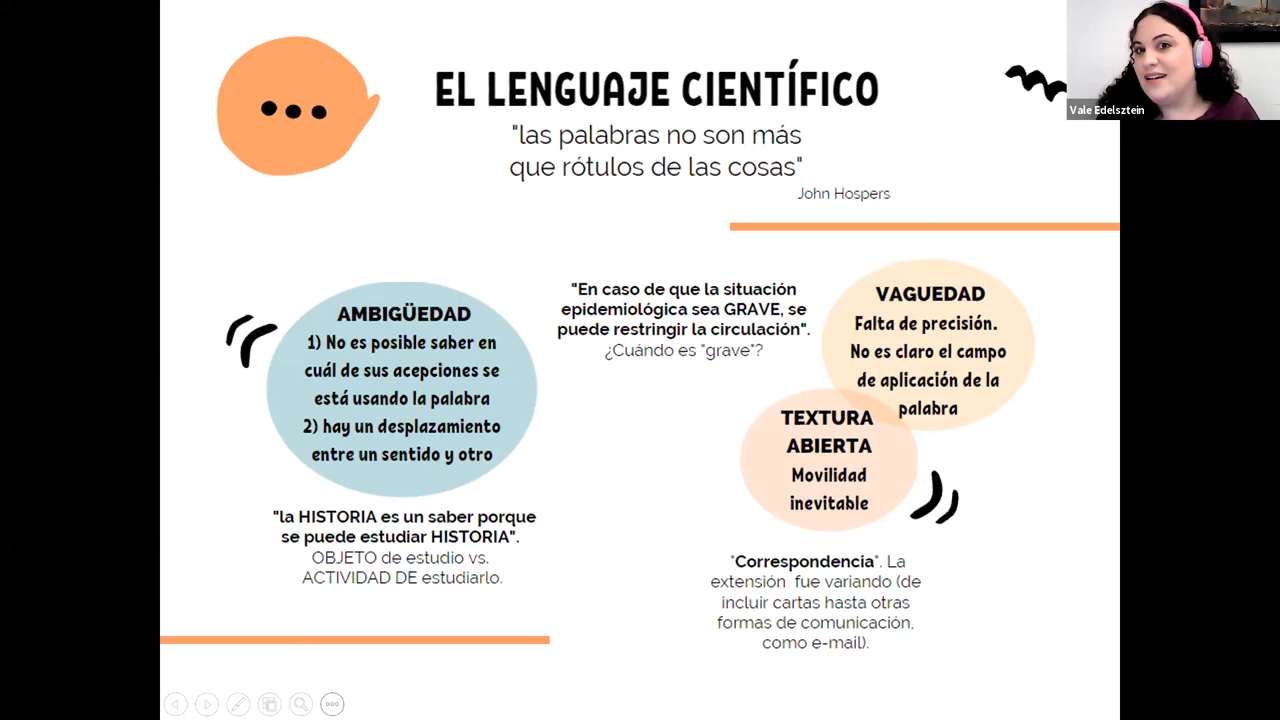 EL LENGUAJE CIENTÍFICO
"las palabras no son más
que rótulos de las cosas"
John Hospers
Vale Edelsztein
AMBIGÜEDAD
1) No es posible saber en
cuál de sus acepciones se
está usando la palabra
2) hay un desplazamiento
entre un sentido y otro
"la HISTORIA es un saber porque
se puede estudiar HISTORIA".
OBJETO de estudio vs.
ACTIVIDAD DE estudiarlo.
"En caso de que la situación
epidemiológica sea GRAVE, se
puede restringir la circulación".
¿Cuándo es "grave"?
VAGUEDAD
Falta de precisión.
No es claro el campo
de aplicación de la
palabra
TEXTURA
ABIERTA
Movilidad
inevitable
"Correspondencia". La
extensión fue variando (de
incluir cartas hasta otras
formas de comunicación,
como e-mail).